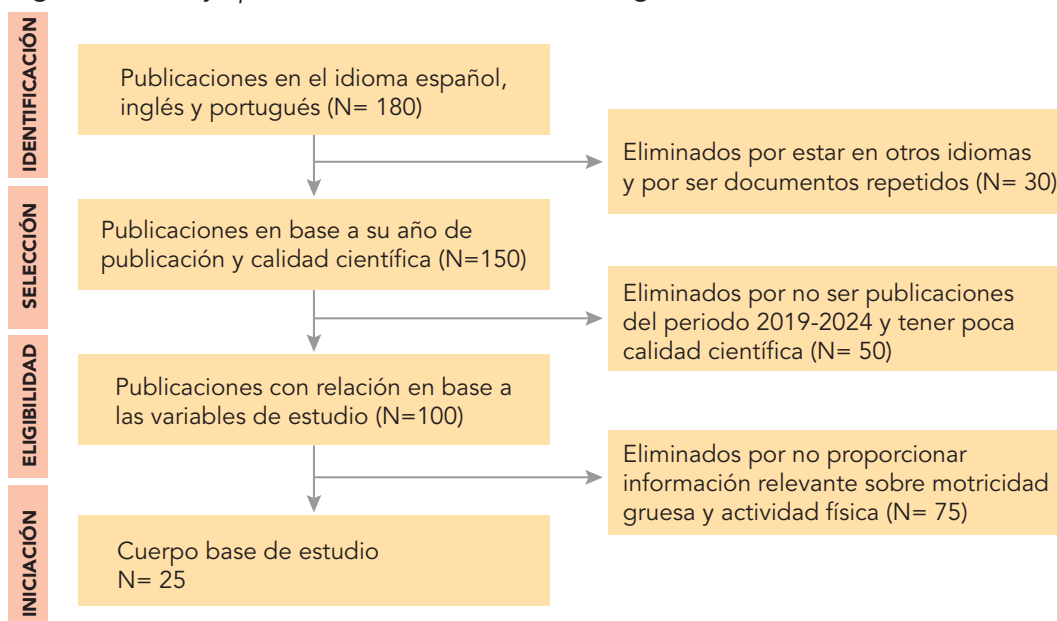 IDENTIFICACIÓN
Publicaciones en el idioma español,
inglés y portugués (N= 180)
Eliminados por estar en otros idiomas
y por ser documentos repetidos (N= 30)
SELECCIÓN
Publicaciones en base a su año de
publicación y calidad científica (N=150)
Eliminados por no ser publicaciones
del periodo 2019-2024 y tener poca
calidad científica (N= 50)
ELIGIBILIDAD
Publicaciones con relación en base a
las variables de estudio (N=100)
Eliminados por no proporcionar
información relevante sobre motricidad
gruesa y actividad física (N= 75)
INICIACIÓN
Cuerpo base de estudio
N= 25